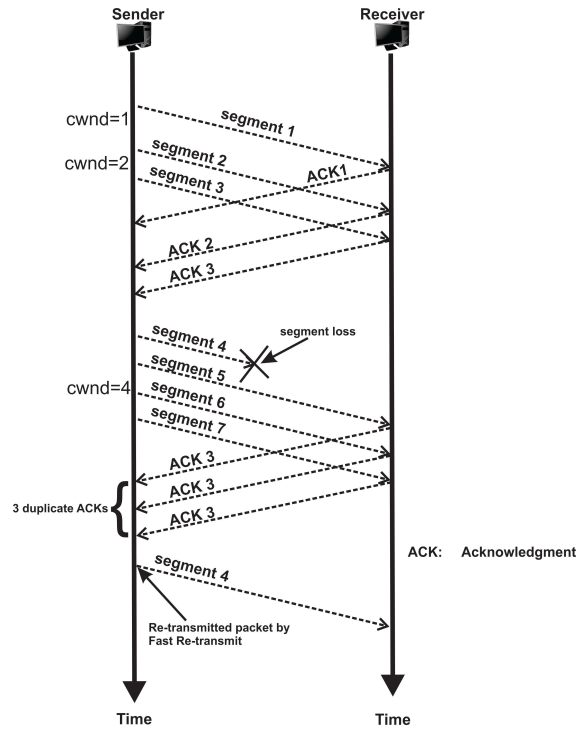 Sender
Receiver
cwnd=1
segment 1
cwnd=2
segment 2
ACK1
segment 3
ACK 2
ACK 3
segment 4
segment loss
segment 5
cwnd=4
segment 6
segment 7
ACK 3
ACK 3
3 duplicate ACKs
ACK 3
ACK: Acknowledgment
segment 4
Re-transmitted packet by
Fast Re-transmit
Time
Time